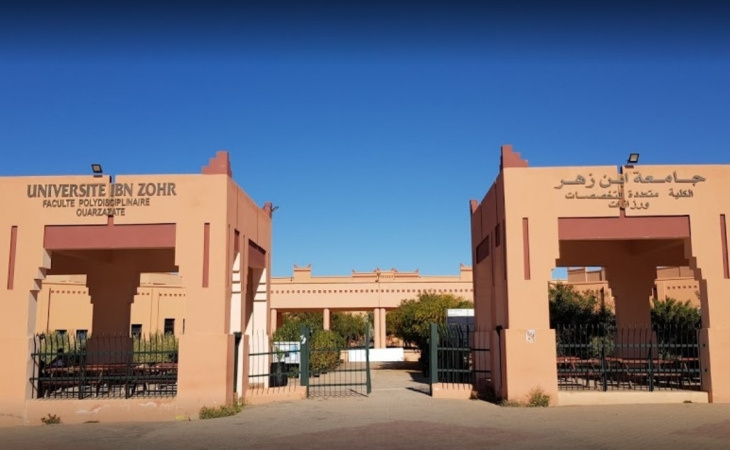 UNIVERSITE IBN ZOHR
FACULTE POLYDISCIPLINAIRE
OUARZAZATE
جامعة ابن زهر
الكلية متعددة التخصصات
ورزازات